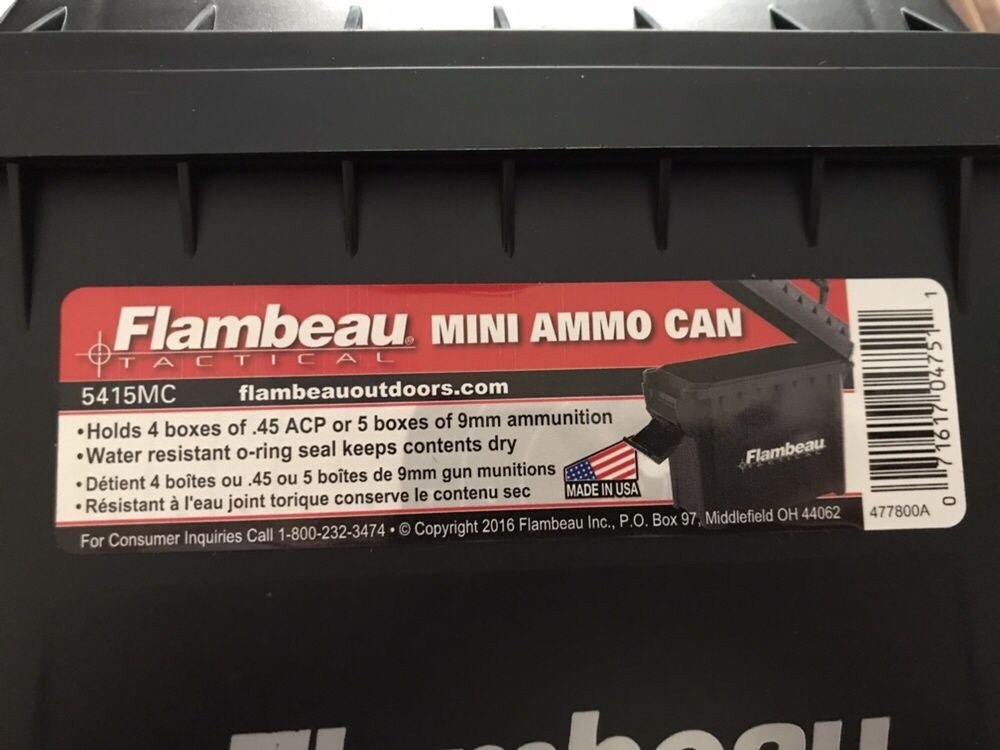 Flambeau® MINI AMMO CAN
TACTICAL
5415MC flambeauoutdoors.com
•Holds 4 boxes of .45 ACP or 5 boxes of 9mm ammunition
•Water resistant o-ring seal keeps contents dry
•Détient 4 boîtes ou .45 ou 5 boîtes de 9mm gun munitions
•Résistant à l'eau joint torique conserve le contenu sec
MADE IN USA
Flambeau
TACTICAL
For Consumer Inquiries Call 1-800-232-3474 • © Copyright 2016 Flambeau Inc., P.O. Box 97, Middlefield OH 44062
477800A
0 71617 04751 1
Flambeau